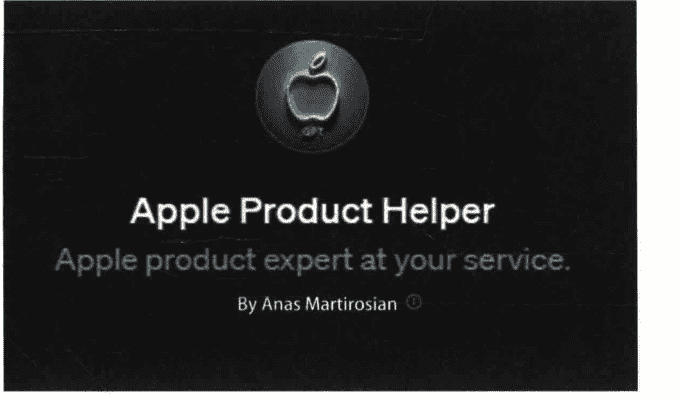 Apple Product Helper
Apple product expert at your service.
By Anas Martirosian